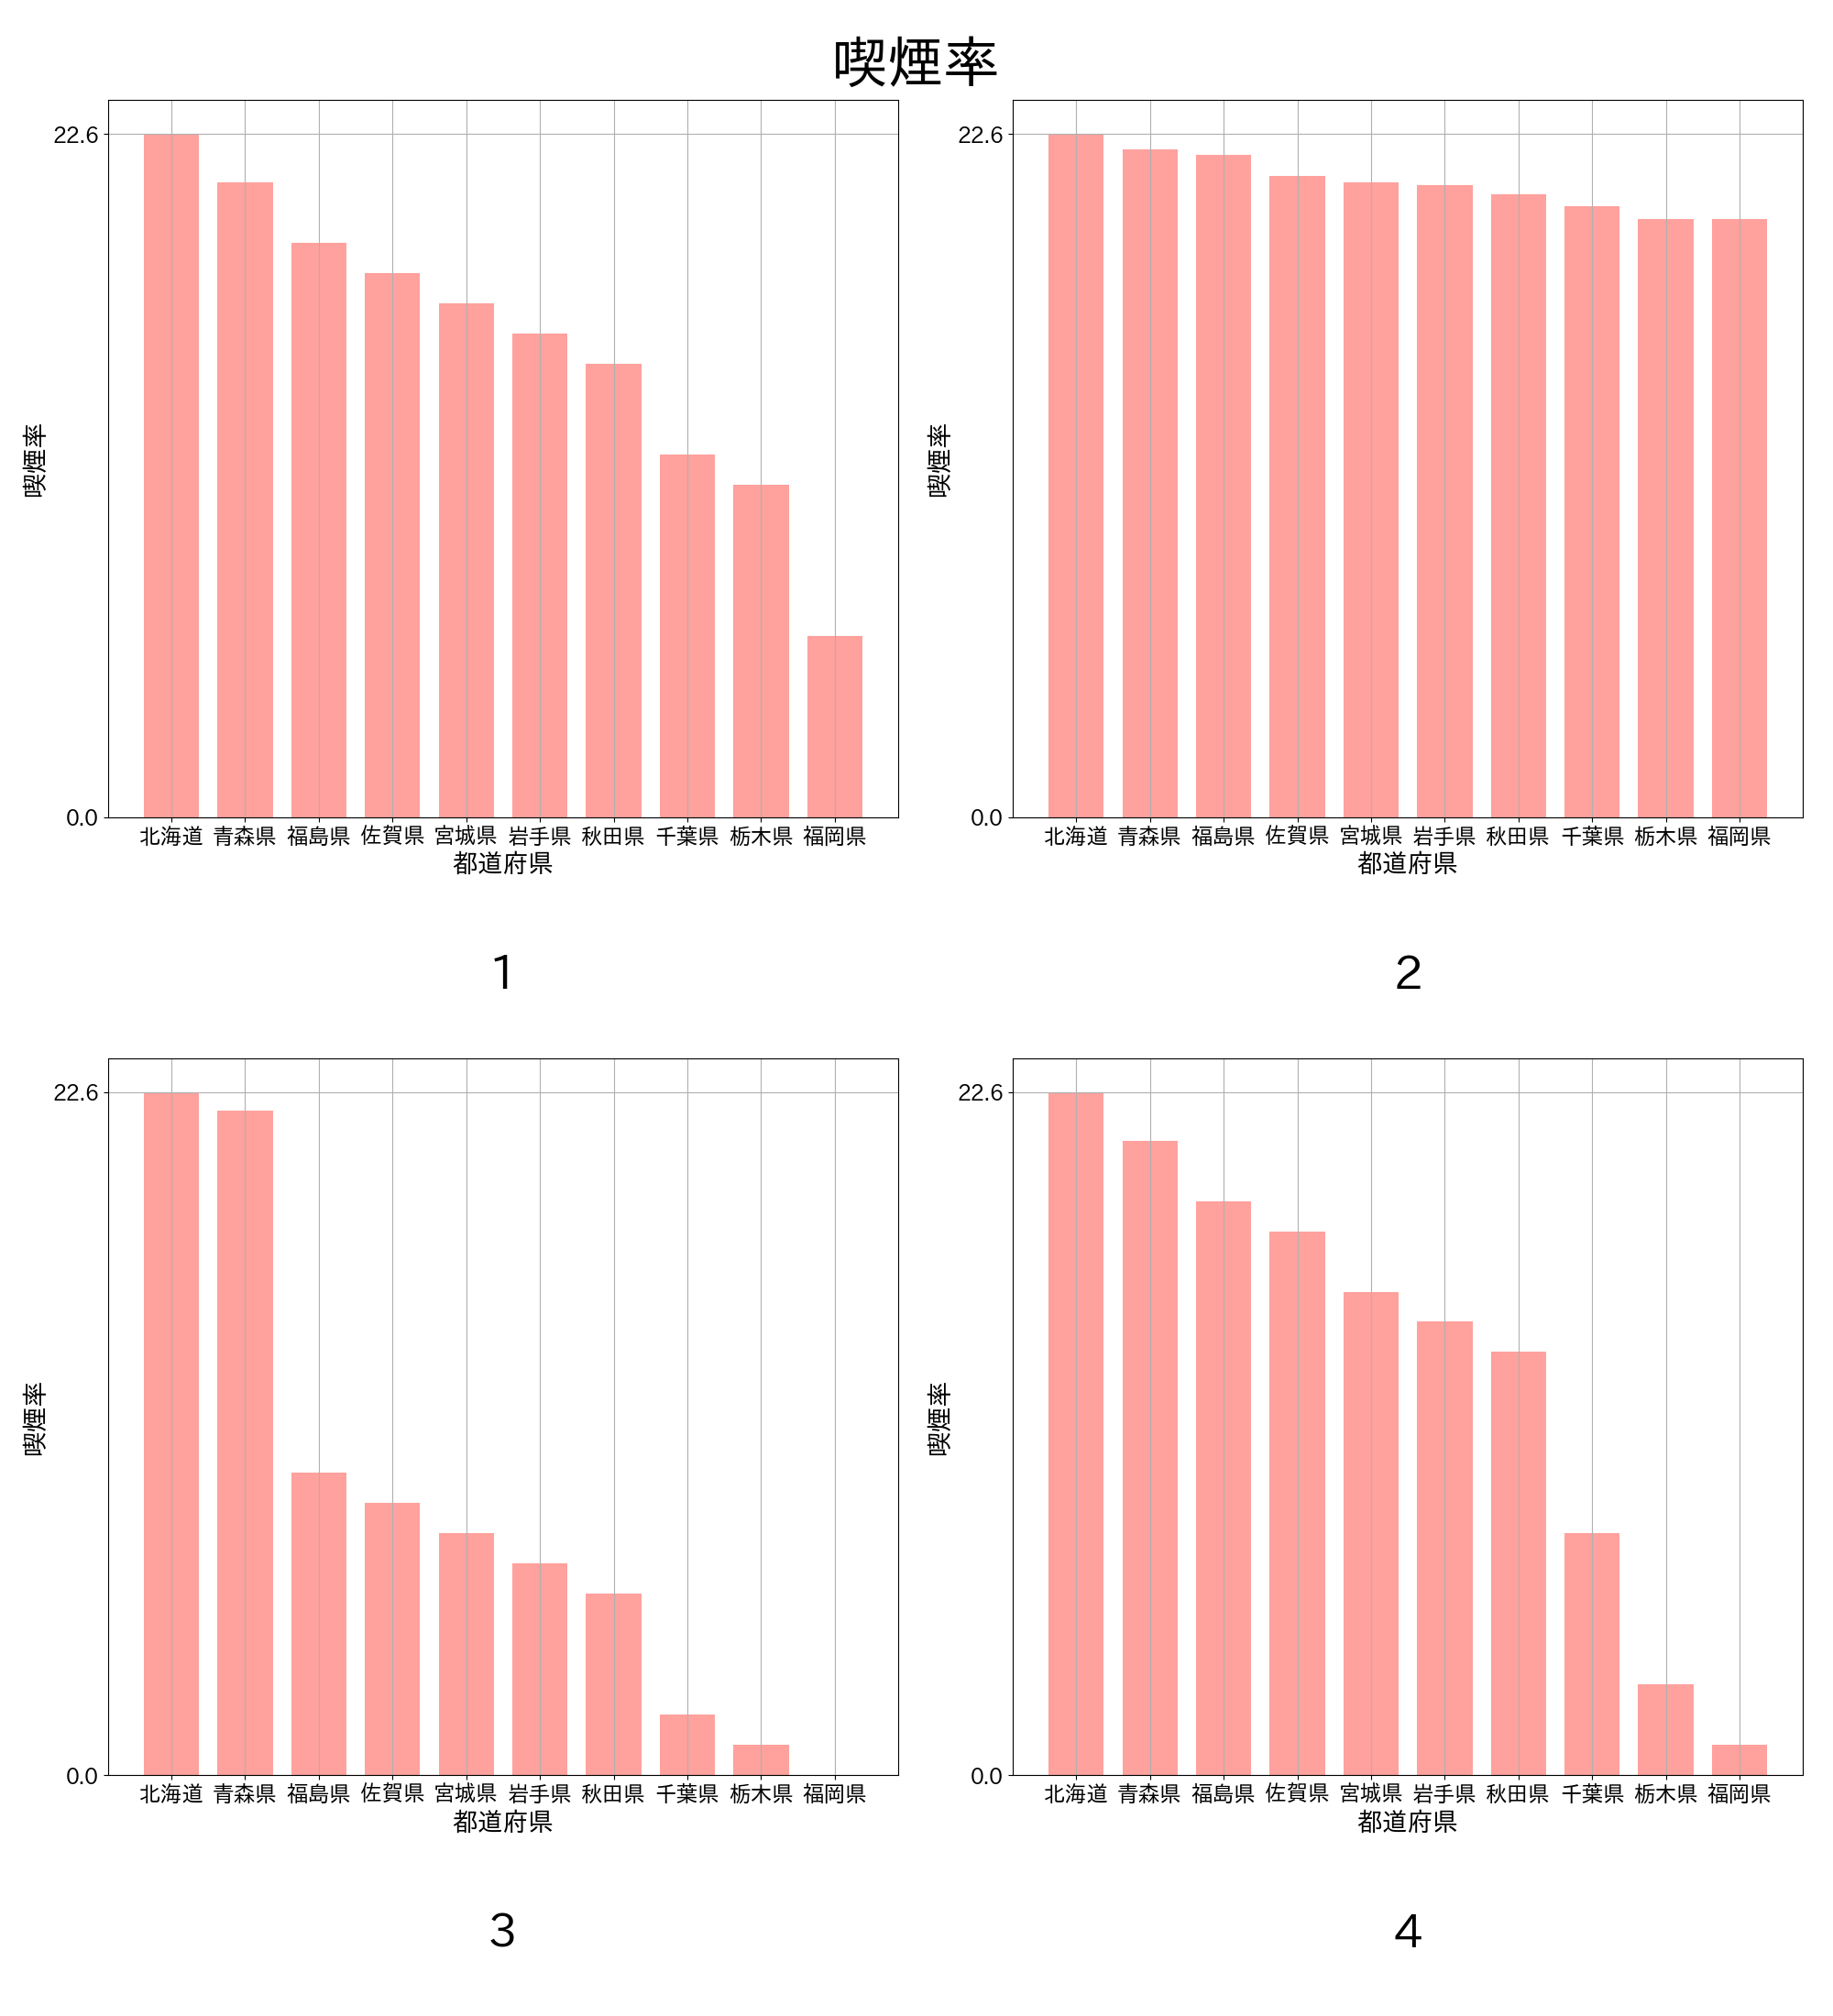 喫煙率
22.6
喫煙率
0.0
北海道 青森県 福島県 佐賀県 宮城県 岩手県 秋田県 千葉県 栃木県 福岡県
都道府県
1
22.6
喫煙率
0.0
北海道 青森県 福島県 佐賀県 宮城県 岩手県 秋田県 千葉県 栃木県 福岡県
都道府県
2
22.6
喫煙率
0.0
北海道 青森県 福島県 佐賀県 宮城県 岩手県 秋田県 千葉県 栃木県 福岡県
都道府県
3
22.6
喫煙率
0.0
北海道 青森県 福島県 佐賀県 宮城県 岩手県 秋田県 千葉県 栃木県 福岡県
都道府県
4